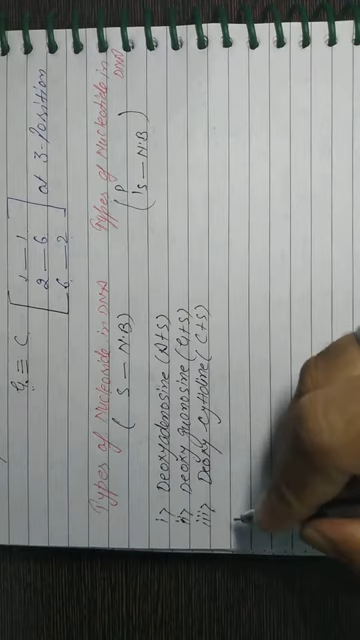 G ≡ C [ 1 — 1
2 — 6
6 — 2 ] at 3-Position
Types of Nucleoside in DNA
( S — N·B)
Types of Nucleotide in DNA
( P
S — N·B )
i> Deoxyadenosine (A+S)
ii> Deoxy guanosine (G+S)
iii> Deoxy cytidine ( C+S)